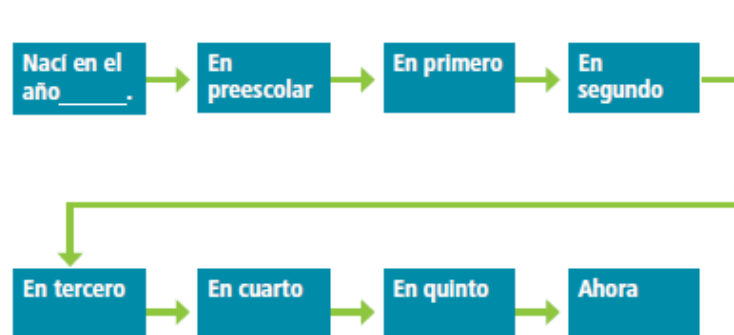 Nací en el
año______.
En
preescolar
En primero
En
segundo
En tercero
En cuarto
En quinto
Ahora